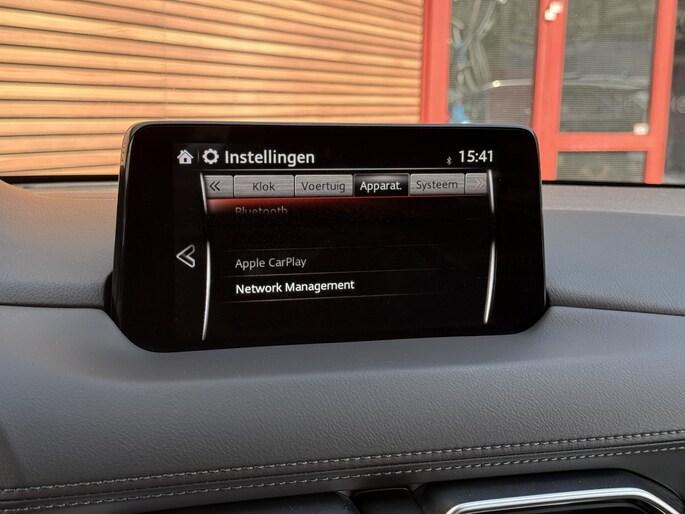 Instellingen 15:41
« Klok Voertuig Apparat. Systeem »
Bluetooth
Apple CarPlay
Network Management